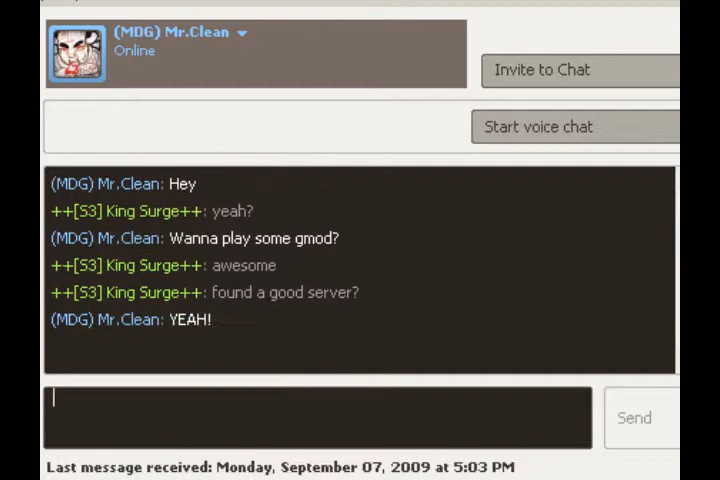 (MDG) Mr.Clean
Online
Invite to Chat
Start voice chat
(MDG) Mr.Clean: Hey
++[S3] King Surge++: yeah?
(MDG) Mr.Clean: Wanna play some gmod?
++[S3] King Surge++: awesome
++[S3] King Surge++: found a good server?
(MDG) Mr.Clean: YEAH!
Send
Last message received: Monday, September 07, 2009 at 5:03 PM